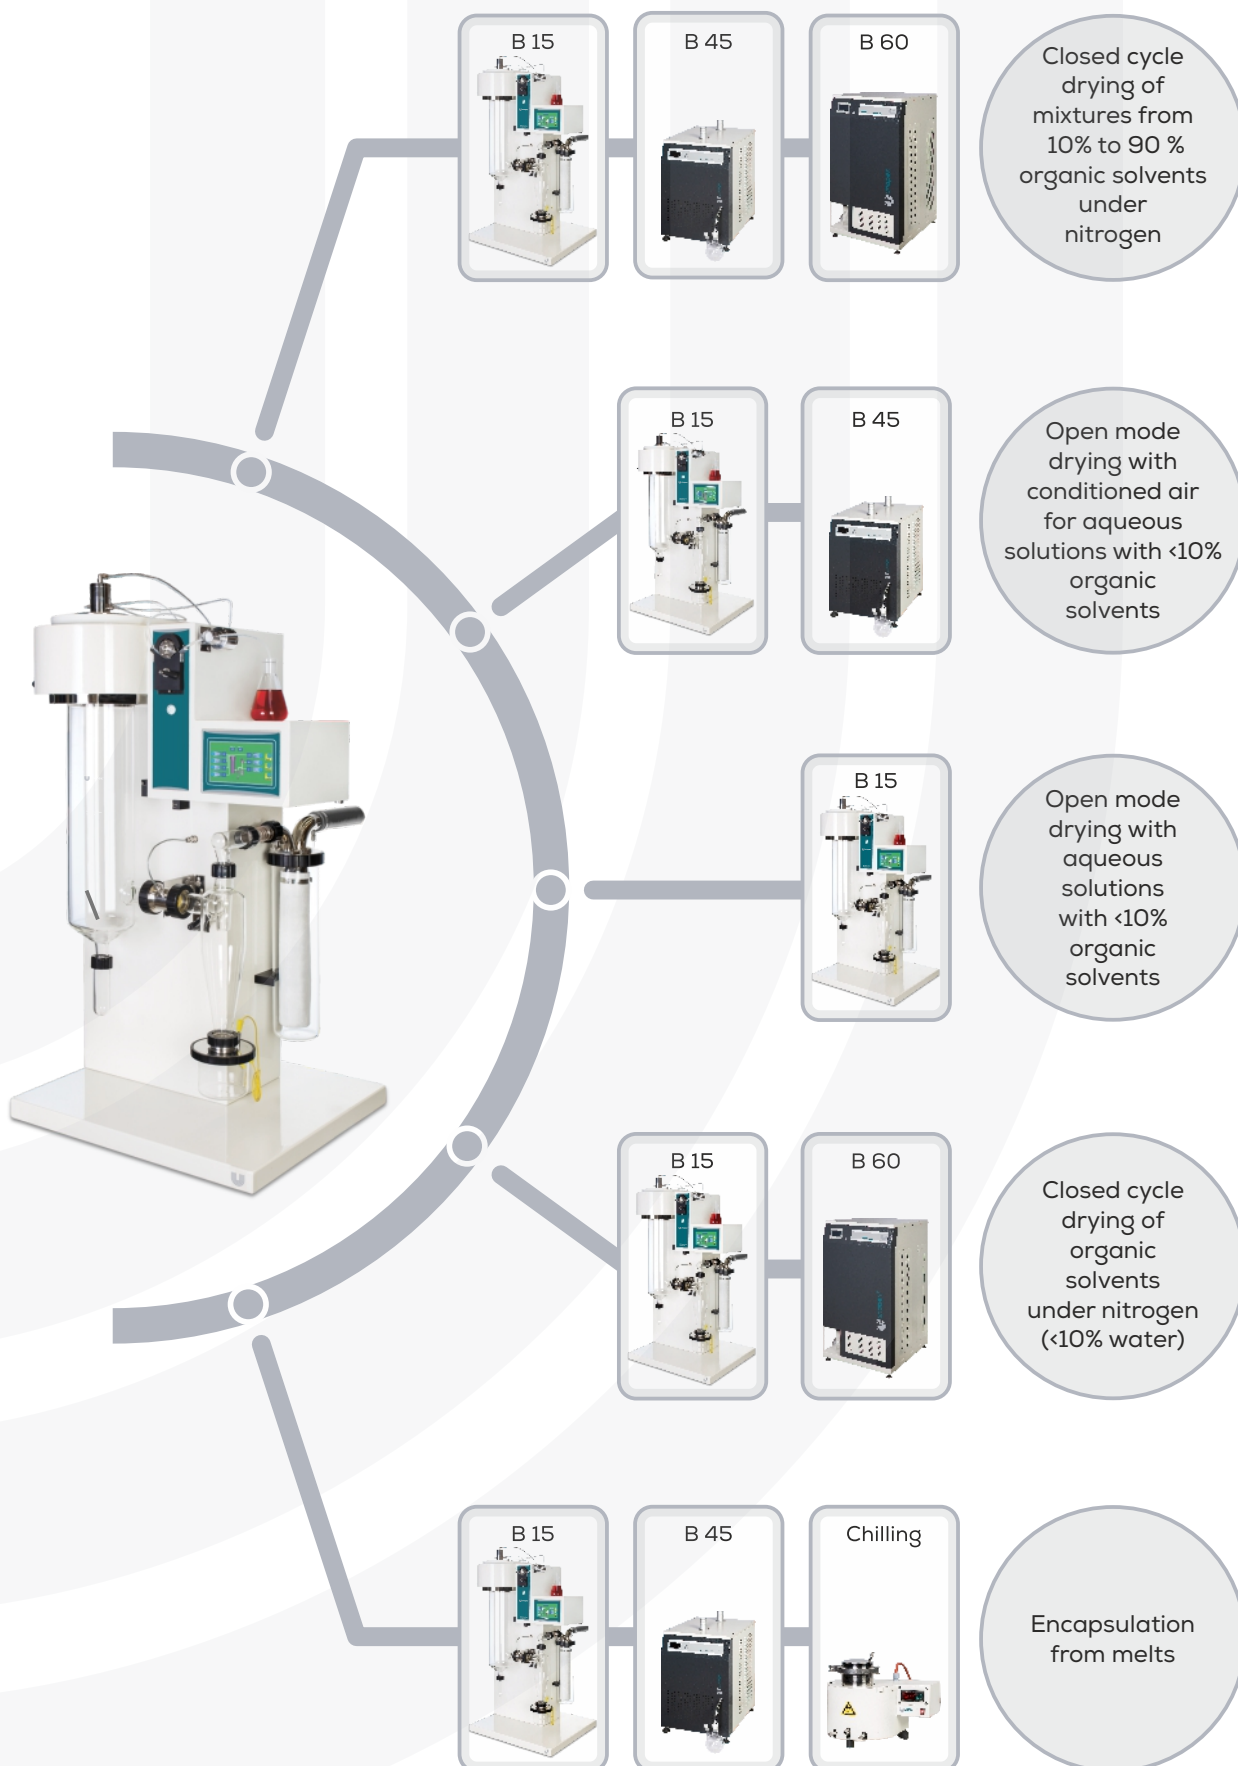 B 15
B 45
B 60
Closed cycle
drying of
mixtures from
10% to 90 %
organic solvents
under
nitrogen
B 15
B 45
Open mode
drying with
conditioned air
for aqueous
solutions with <10%
organic
solvents
B 15
Open mode
drying with
aqueous
solutions
with <10%
organic
solvents
B 15
B 60
Closed cycle
drying of
organic
solvents
under nitrogen
(<10% water)
B 15
B 45
Chilling
Encapsulation
from melts